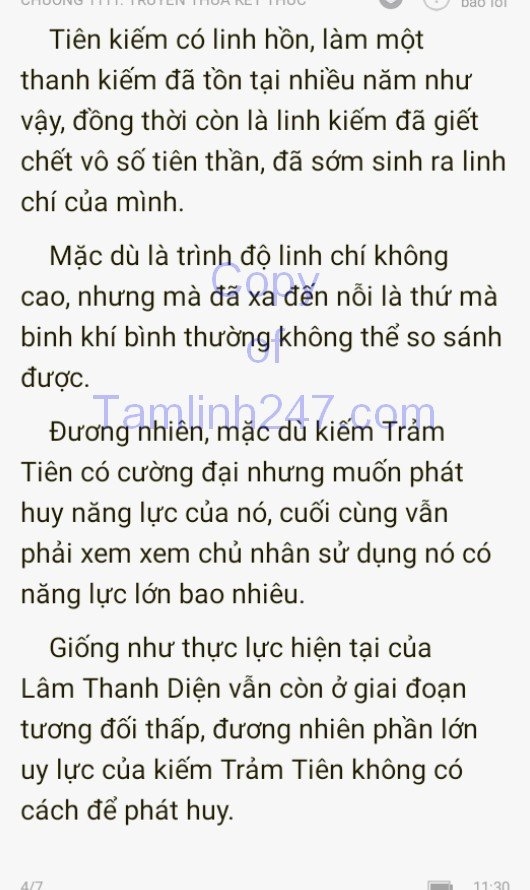 CHƯƠNG 1111: TRUYỀN THỪA KẾT THÚC
báo lỗi
Tiên kiếm có linh hồn, làm một
thanh kiếm đã tồn tại nhiều năm như
vậy, đồng thời còn là linh kiếm đã giết
chết vô số tiên thần, đã sớm sinh ra linh
chí của mình.
Mặc dù là trình độ linh chí không
cao, nhưng mà đã xa đến nỗi là thứ mà
binh khí bình thường không thể so sánh
được.
Copy
of
Tamlinh247.com
Đương nhiên, mặc dù kiếm Trảm
Tiên có cường đại nhưng muốn phát
huy năng lực của nó, cuối cùng vẫn
phải xem xem chủ nhân sử dụng nó có
năng lực lớn bao nhiêu.
Giống như thực lực hiện tại của
Lâm Thanh Diện vẫn còn ở giai đoạn
tương đối thấp, đương nhiên phần lớn
uy lực của kiếm Trảm Tiên không có
cách để phát huy.
4/7
11:30